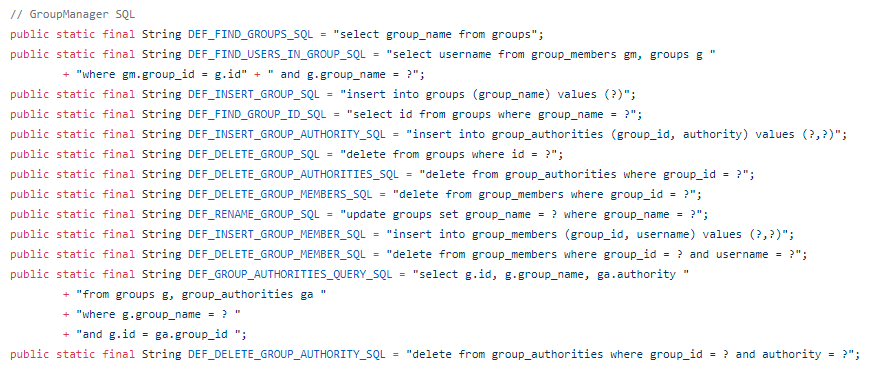 // GroupManager SQL
public static final String DEF_FIND_GROUPS_SQL = "select group_name from groups";
public static final String DEF_FIND_USERS_IN_GROUP_SQL = "select username from group_members gm, groups g "
+ "where gm.group_id = g.id" + " and g.group_name = ?";
public static final String DEF_INSERT_GROUP_SQL = "insert into groups (group_name) values (?)";
public static final String DEF_FIND_GROUP_ID_SQL = "select id from groups where group_name = ?";
public static final String DEF_INSERT_GROUP_AUTHORITY_SQL = "insert into group_authorities (group_id, authority) values (?,?)";
public static final String DEF_DELETE_GROUP_SQL = "delete from groups where id = ?";
public static final String DEF_DELETE_GROUP_AUTHORITIES_SQL = "delete from group_authorities where group_id = ?";
public static final String DEF_DELETE_GROUP_MEMBERS_SQL = "delete from group_members where group_id = ?";
public static final String DEF_RENAME_GROUP_SQL = "update groups set group_name = ? where group_name = ?";
public static final String DEF_INSERT_GROUP_MEMBER_SQL = "insert into group_members (group_id, username) values (?,?)";
public static final String DEF_DELETE_GROUP_MEMBER_SQL = "delete from group_members where group_id = ? and username = ?";
public static final String DEF_GROUP_AUTHORITIES_QUERY_SQL = "select g.id, g.group_name, ga.authority "
+ "from groups g, group_authorities ga "
+ "where g.group_name = ? "
+ "and g.id = ga.group_id ";
public static final String DEF_DELETE_GROUP_AUTHORITY_SQL = "delete from group_authorities where group_id = ? and authority = ?";